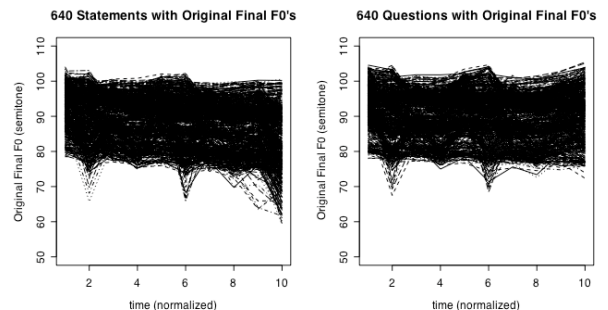 640 Statements with Original Final F0's
640 Questions with Original Final F0's
Original Final F0 (semitone)
110
100
90
80
70
60
50
2 4 6 8 10
time (normalized)
Original Final F0 (semitone)
110
100
90
80
70
60
50
2 4 6 8 10
time (normalized)